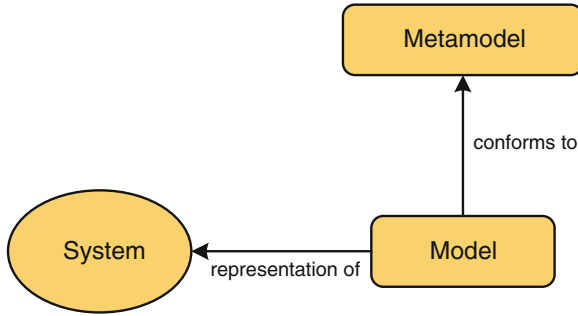 Metamodel
conforms to
System
representation of
Model